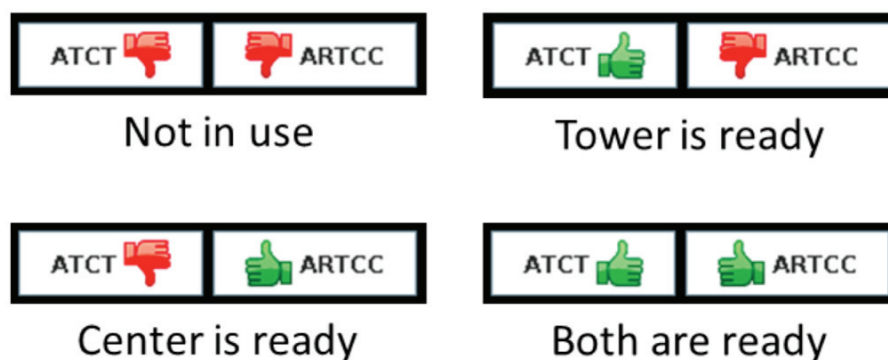 ATCT ARTCC
Not in use
ATCT ARTCC
Tower is ready
ATCT ARTCC
Center is ready
ATCT ARTCC
Both are ready